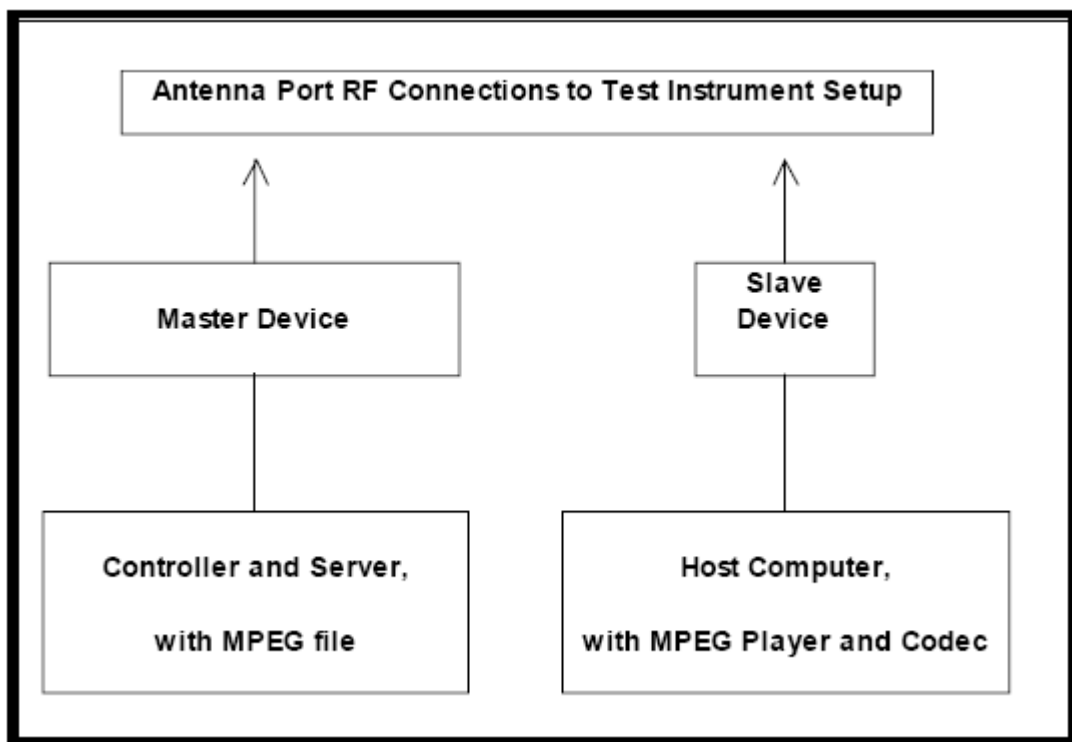 Antenna Port RF Connections to Test Instrument Setup
Master Device
Slave
Device
Controller and Server,
with MPEG file
Host Computer,
with MPEG Player and Codec